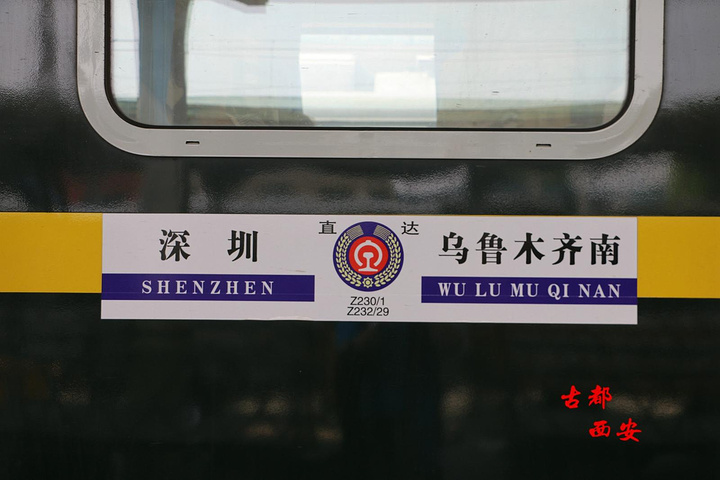 深圳
SHENZHEN
直达
Z230/1
Z232/29
乌鲁木齐南
WU LU MU QI NAN
古都
西安